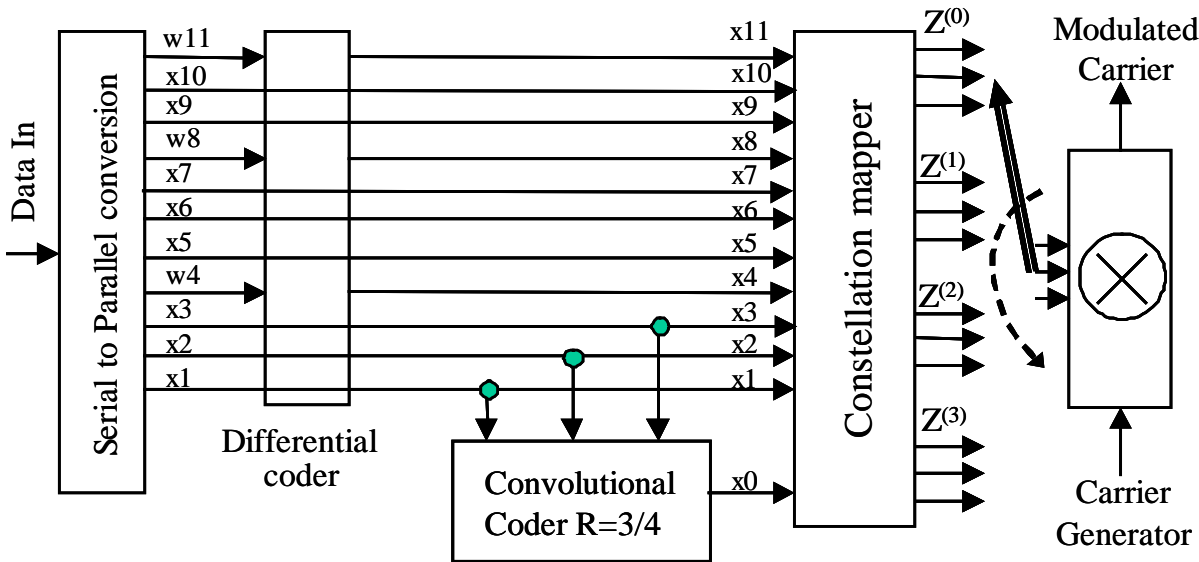 Data In
Serial to Parallel conversion
w11
x10
x9
w8
x7
x6
x5
w4
x3
x2
x1
Differential
coder
Convolutional
Coder R=3/4
x11
x10
x9
x8
x7
x6
x5
x4
x3
x2
x1
x0
Constellation mapper
Z(0)
Z(1)
Z(2)
Z(3)
Modulated
Carrier
Carrier
Generator